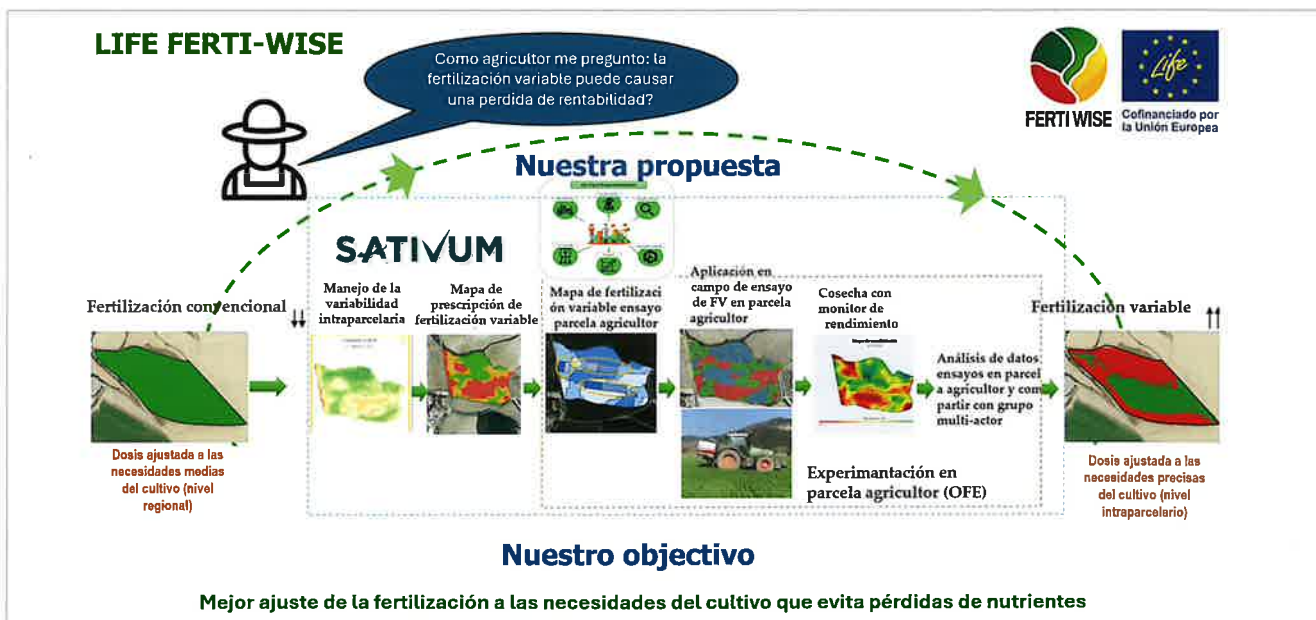 LIFE FERTI-WISE
Como agricultor me pregunto: la
fertilización variable puede causar
una perdida de rentabilidad?
FERTI WISE
Life
Cofinanciado por
la Unión Europea
Nuestra propuesta
SATIVUM
Fertilización convencional
Manejo de la
variabilidad
intraparcelaria
Mapa de
prescripción de
fertilización variable
Mapa de fertilizaci
ón variable ensayo
parcela agricultor
Aplicación en
campo de ensayo
de FV en parcela
agricultor
Cosecha con
monitor de
rendimiento
Análisis de datos
ensayos en parcel
a agricultor y com
partir con grupo
multi-actor
Fertilización variable
Dosis ajustada a las
necesidades medias
del cultivo (nivel
regional)
Experimantación en
parcela agricultor (OFE)
Dosis ajustada a las
necesidades precisas
del cultivo (nivel
intraparcelario)
Nuestro objectivo
Mejor ajuste de la fertilización a las necesidades del cultivo que evita pérdidas de nutrientes